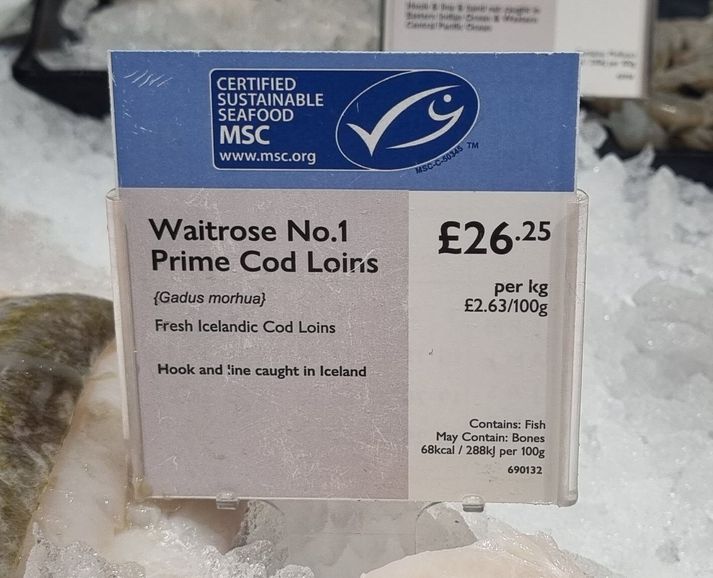 CERTIFIED
SUSTAINABLE
SEAFOOD
MSC
www.msc.org
MSC-C-50345 TM
Waitrose No.1
Prime Cod Loins
{Gadus morhua}
Fresh Icelandic Cod Loins
Hook and line caught in Iceland
£26.25
per kg
£2.63/100g
Contains: Fish
May Contain: Bones
68kcal / 288kJ per 100g
690132